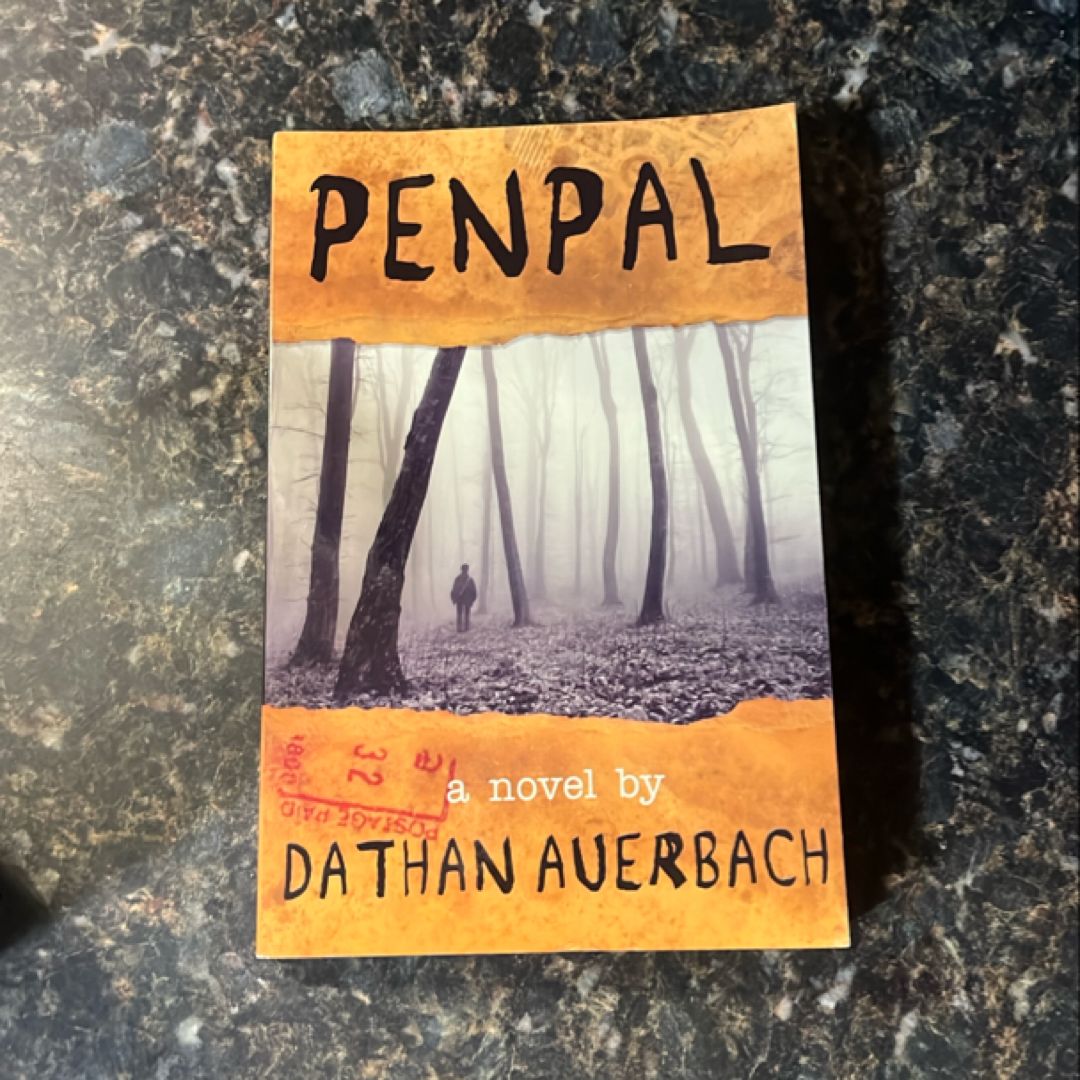 PENPAL
a novel by
DATHAN AUERBACH
32
POSTAGE PAID